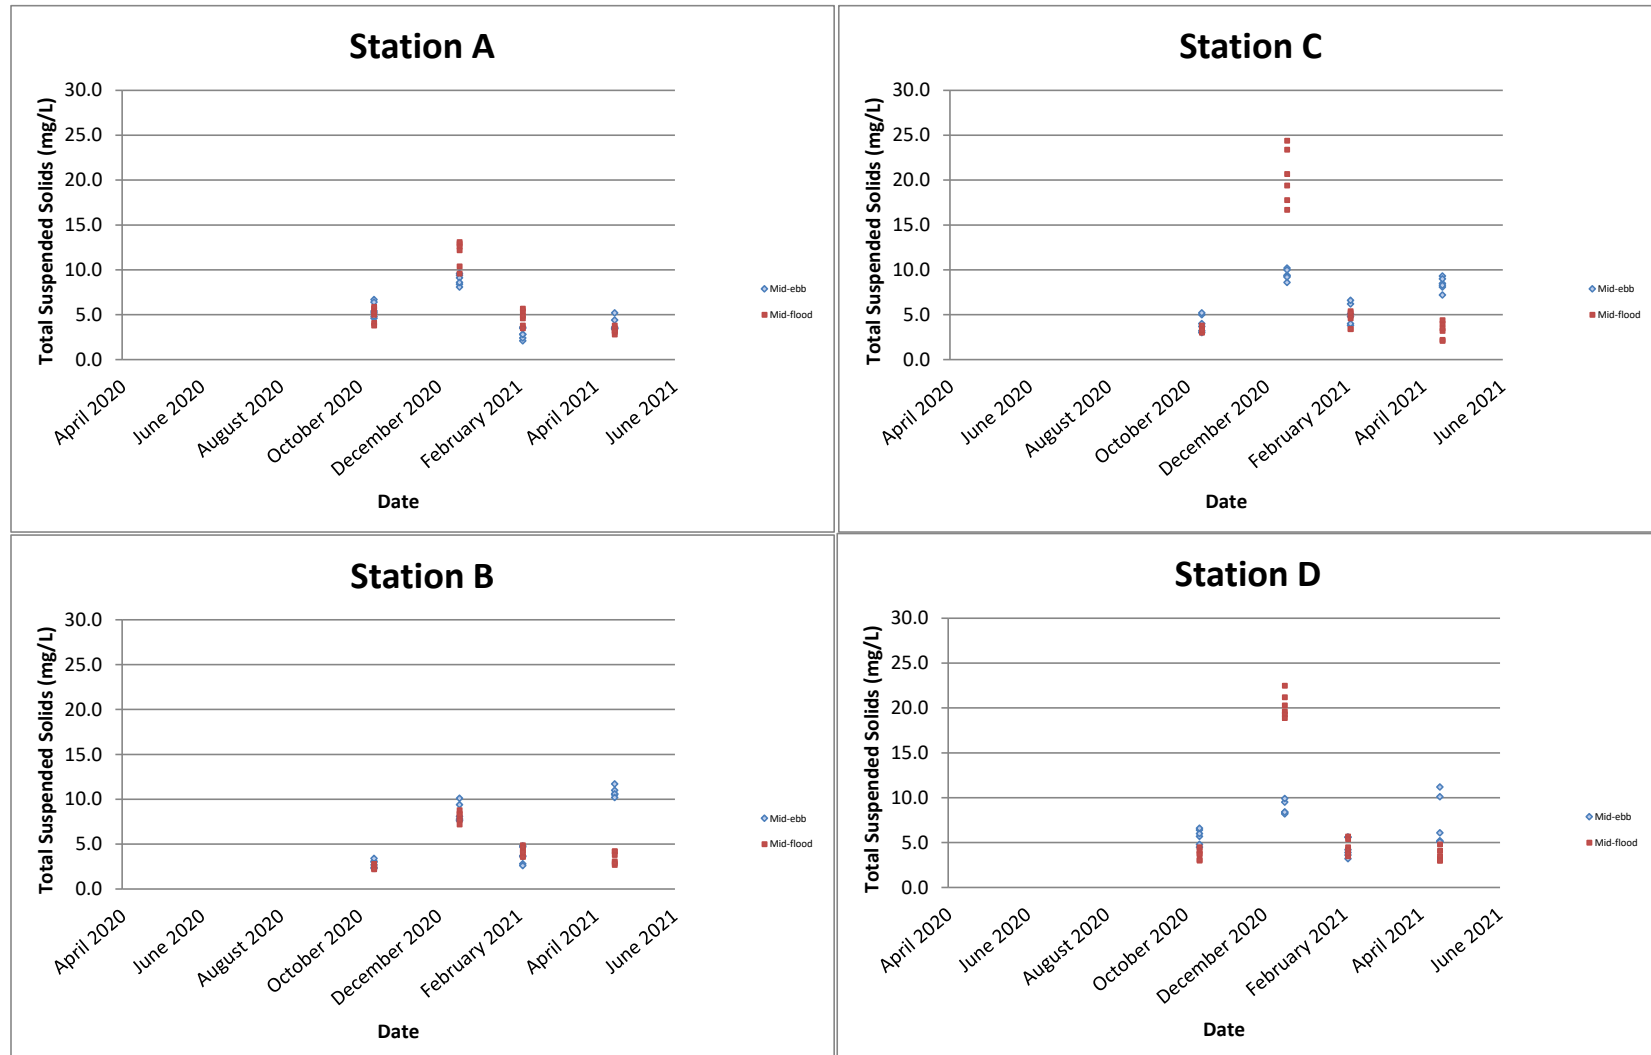 Station A
Total Suspended Solids (mg/L)
30.0
25.0
20.0
15.0
10.0
5.0
0.0
April 2020
June 2020
August 2020
October 2020
December 2020
February 2021
April 2021
June 2021
Date
Mid-ebb
Mid-flood
Station C
Total Suspended Solids (mg/L)
30.0
25.0
20.0
15.0
10.0
5.0
0.0
April 2020
June 2020
August 2020
October 2020
December 2020
February 2021
April 2021
June 2021
Date
Mid-ebb
Mid-flood
Station B
Total Suspended Solids (mg/L)
30.0
25.0
20.0
15.0
10.0
5.0
0.0
April 2020
June 2020
August 2020
October 2020
December 2020
February 2021
April 2021
June 2021
Date
Mid-ebb
Mid-flood
Station D
Total Suspended Solids (mg/L)
30.0
25.0
20.0
15.0
10.0
5.0
0.0
April 2020
June 2020
August 2020
October 2020
December 2020
February 2021
April 2021
June 2021
Date
Mid-ebb
Mid-flood